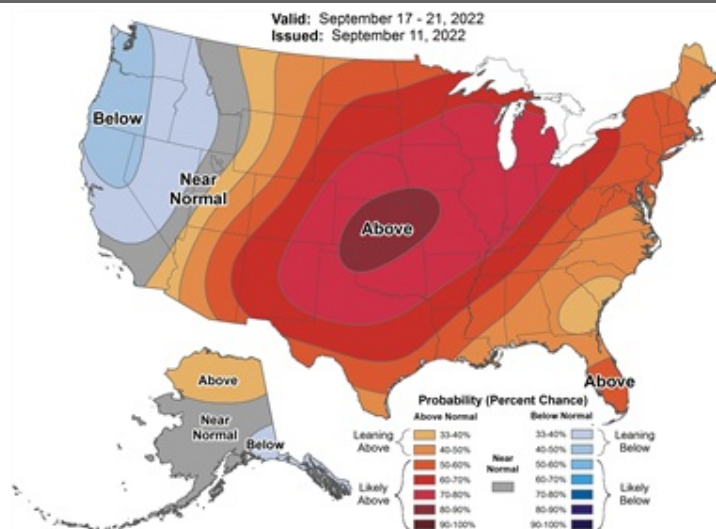 Valid: September 17 - 21, 2022
Issued: September 11, 2022
Below
Near
Normal
Above
Above
Near
Normal
Below
Above
Probability (Percent Chance)
Above Normal
Below Normal
Leaning
Above
33-40%
40-50%
Likely
Above
50-60%
60-70%
70-80%
80-90%
90-100%
Near
Normal
33-40%
40-50%
Leaning
Below
50-60%
60-70%
70-80%
80-90%
90-100%
Likely
Below